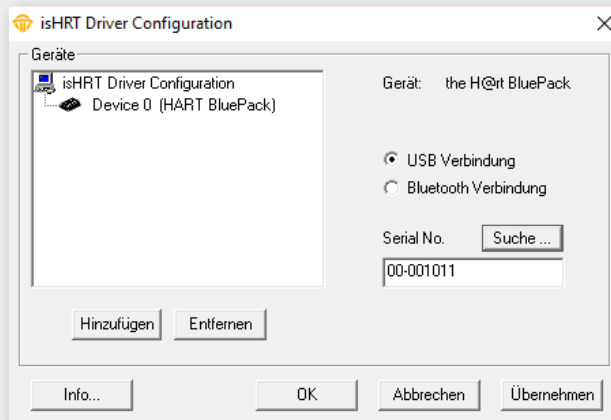 isHRT Driver Configuration
Geräte
isHRT Driver Configuration
Device 0 (HART BluePack)
Gerät: the H@rt BluePack
USB Verbindung
Bluetooth Verbindung
Serial No. Suche ...
00-001011
Hinzufügen Entfernen
Info... OK Abbrechen Übernehmen